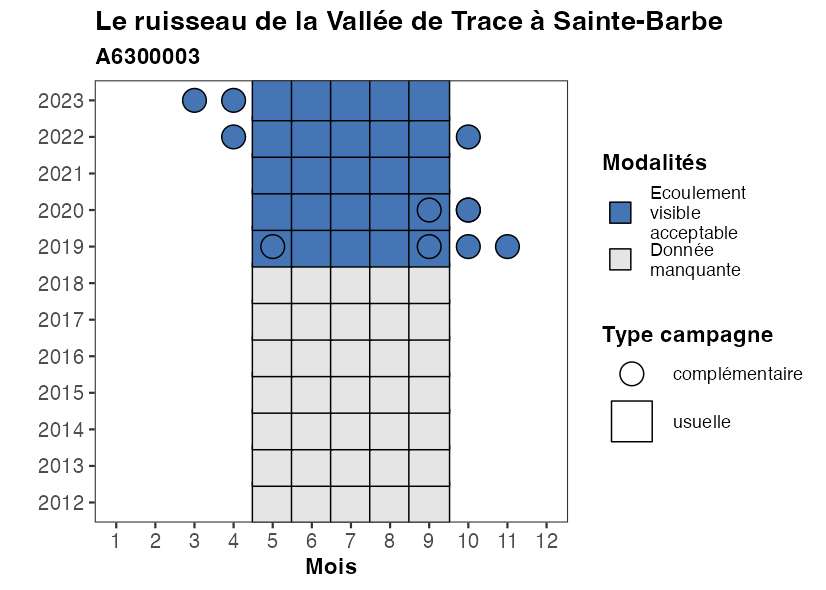 Le ruisseau de la Vallée de Trace à Sainte-Barbe
A6300003
2023
2022
2021
2020
2019
2018
2017
2016
2015
2014
2013
2012
1 2 3 4 5 6 7 8 9 10 11 12
Mois
Modalités
Ecoulement
visible
acceptable
Donnée
manquante
Type campagne
complémentaire
usuelle